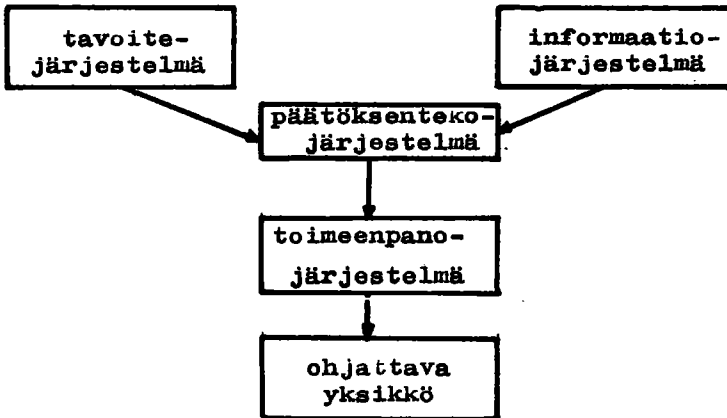 tavoite-
järjestelmä
informaatio-
järjestelmä
päätöksenteko-
järjestelmä
toimeenpano-
järjestelmä
ohjattava
yksikkö